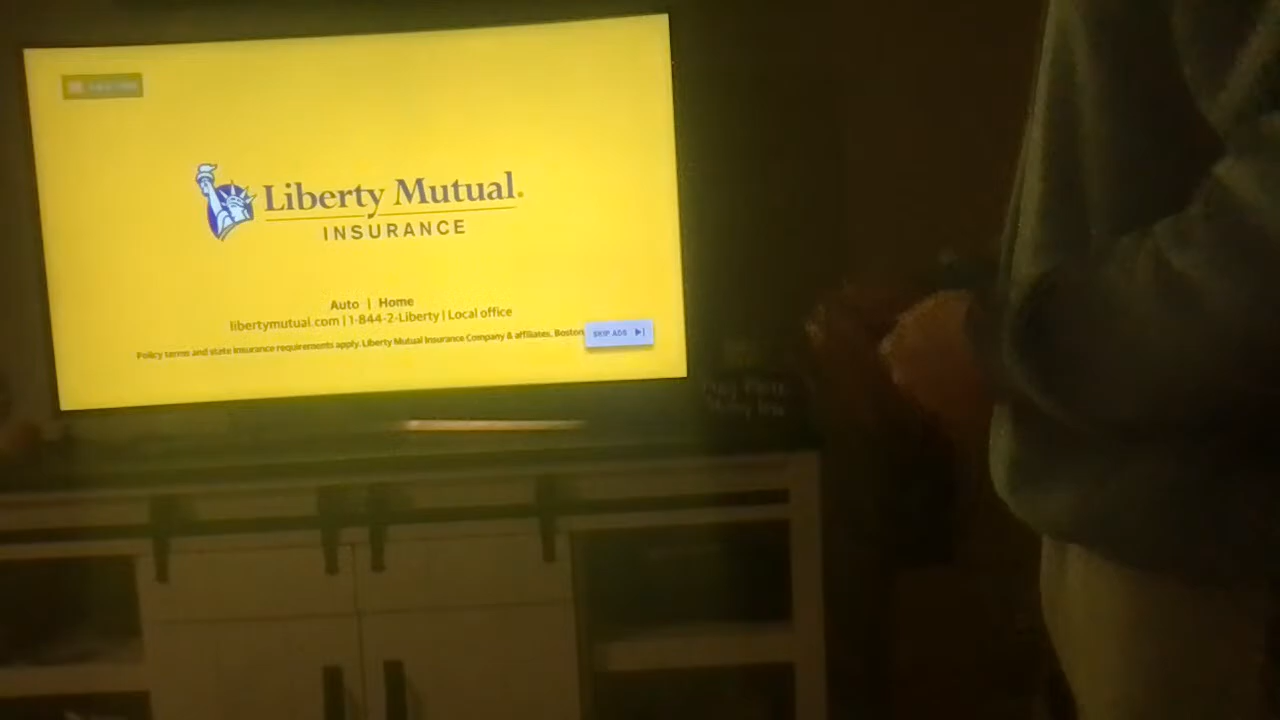 Liberty Mutual.
INSURANCE
Auto | Home
libertymutual.com | 1-844-2-Liberty | Local office
Policy terms and state insurance requirements apply. Liberty Mutual Insurance Company & affiliates, Boston
SKIP ADS